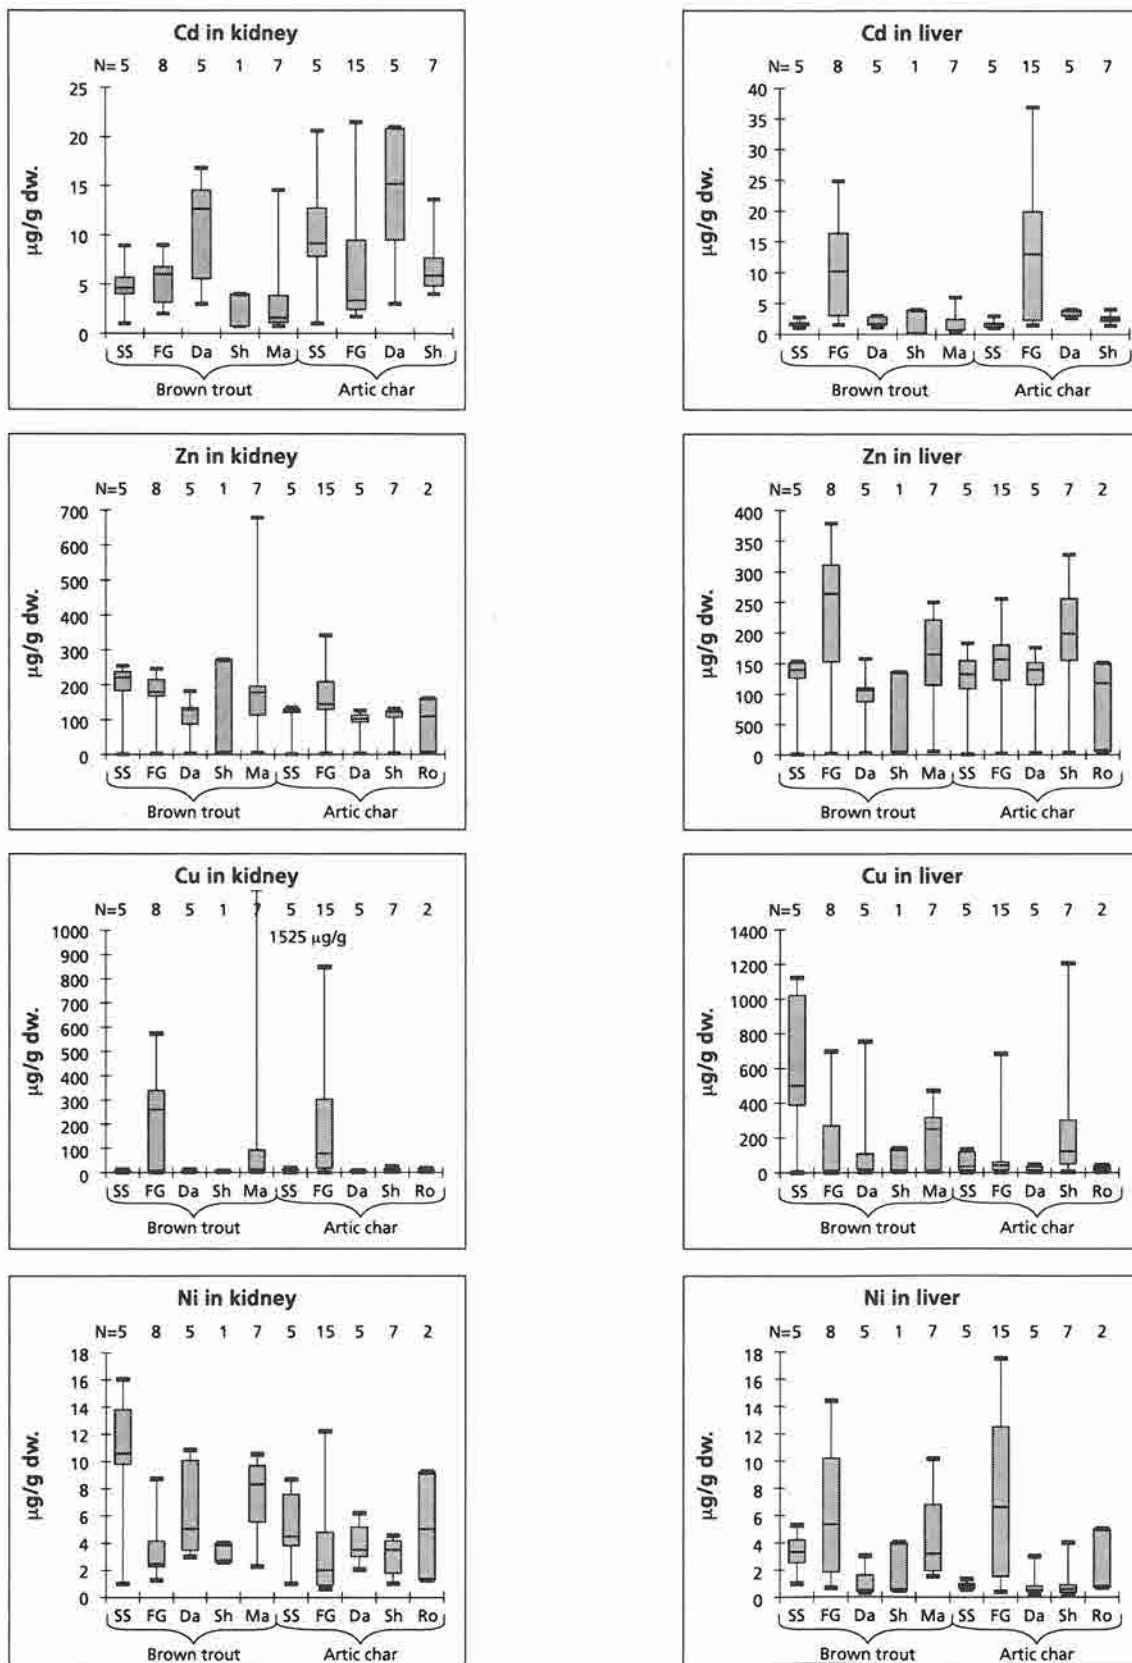 Cd in kidney
N= 5 8 5 1 7 5 15 5 7
25
20
15
10
5
0
µg/g dw.
SS FG Da Sh Ma SS FG Da Sh
Brown trout Artic char
Cd in liver
N= 5 8 5 1 7 5 15 5 7
40
35
30
25
20
15
10
5
0
µg/g dw.
SS FG Da Sh Ma SS FG Da Sh
Brown trout Artic char
Zn in kidney
N=5 8 5 1 7 5 15 5 7 2
700
600
500
400
300
200
100
0
µg/g dw.
SS FG Da Sh Ma SS FG Da Sh Ro
Brown trout Artic char
Zn in liver
N=5 8 5 1 7 5 15 5 7 2
400
350
300
250
200
150
100
500
0
µg/g dw.
SS FG Da Sh Ma SS FG Da Sh Ro
Brown trout Artic char
Cu in kidney
N=5 8 5 1 7 5 15 5 7 2
1525 µg/g
1000
900
800
700
600
500
400
300
200
100
0
µg/g dw.
SS FG Da Sh Ma SS FG Da Sh Ro
Brown trout Artic char
Cu in liver
N=5 8 5 1 7 5 15 5 7 2
1400
1200
1000
800
600
400
200
0
µg/g dw.
SS FG Da Sh Ma SS FG Da Sh Ro
Brown trout Artic char
Ni in kidney
N=5 8 5 1 7 5 15 5 7 2
18
16
14
12
10
8
6
4
2
0
µg/g dw.
SS FG Da Sh Ma SS FG Da Sh Ro
Brown trout Artic char
Ni in liver
N=5 8 5 1 7 5 15 5 7 2
18
16
14
12
10
8
6
4
2
0
µg/g dw.
SS FG Da Sh Ma SS FG Da Sh Ro
Brown trout Artic char